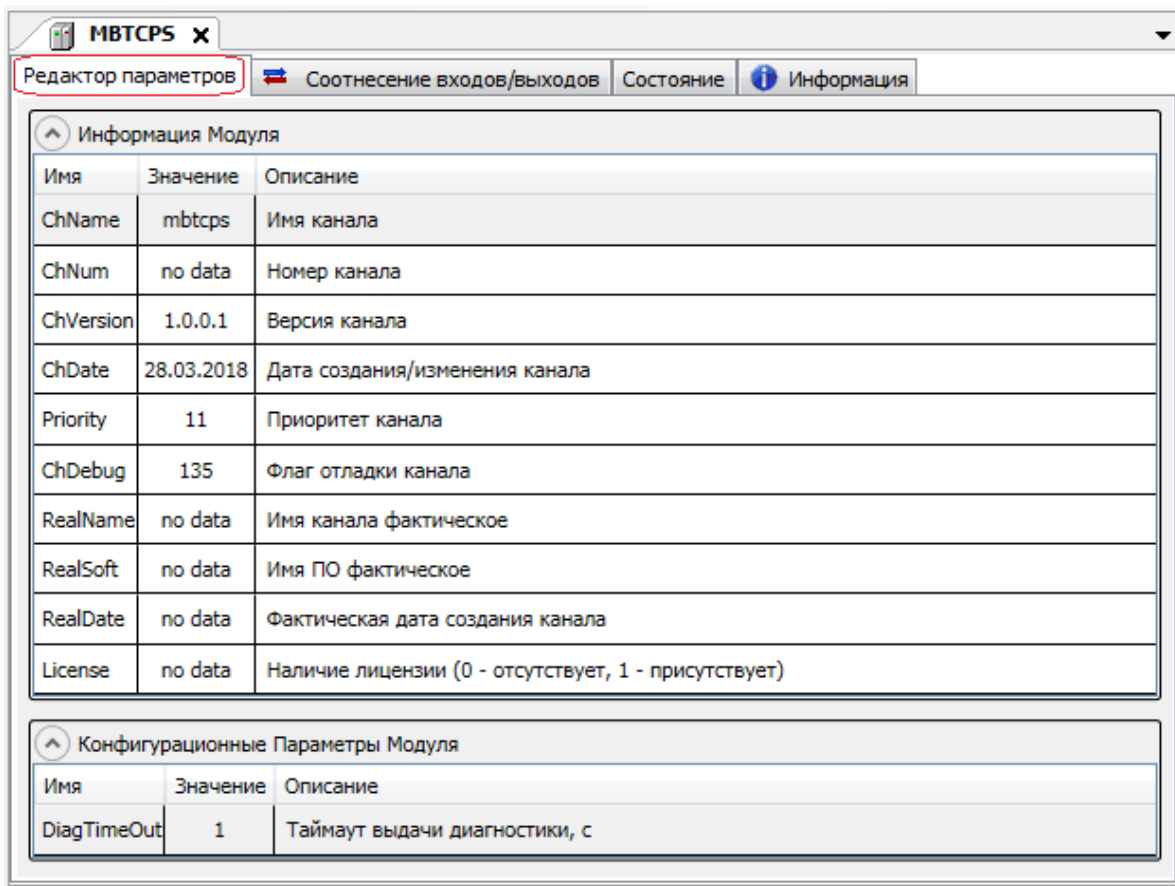 MBTCPS
Редактор параметров Соотнесение входов/выходов Состояние Информация
Информация Модуля
Имя Значение Описание
ChName mbtcps Имя канала
ChNum no data Номер канала
ChVersion 1.0.0.1 Версия канала
ChDate 28.03.2018 Дата создания/изменения канала
Priority 11 Приоритет канала
ChDebug 135 Флаг отладки канала
RealName no data Имя канала фактическое
RealSoft no data Имя ПО фактическое
RealDate no data Фактическая дата создания канала
License no data Наличие лицензии (0 - отсутствует, 1 - присутствует)
Конфигурационные Параметры Модуля
Имя Значение Описание
DiagTimeOut 1 Таймаут выдачи диагностики, с